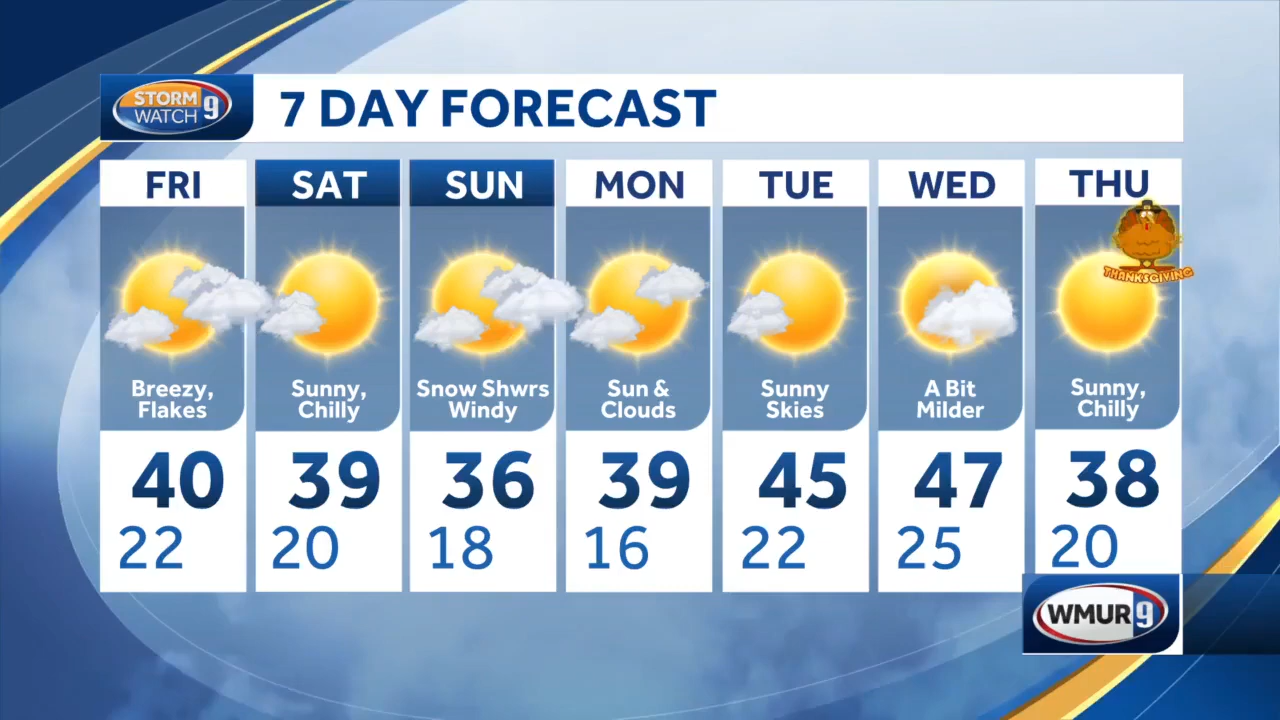 STORM
WATCH 9
7 DAY FORECAST
FRI
SAT
SUN
MON
TUE
WED
THU
THANKSGIVING
Breezy,
Flakes
Sunny,
Chilly
Snow Shwrs
Windy
Sun &
Clouds
Sunny
Skies
A Bit
Milder
Sunny,
Chilly
40
39
36
39
45
47
38
22
20
18
16
22
25
20
WMUR 9